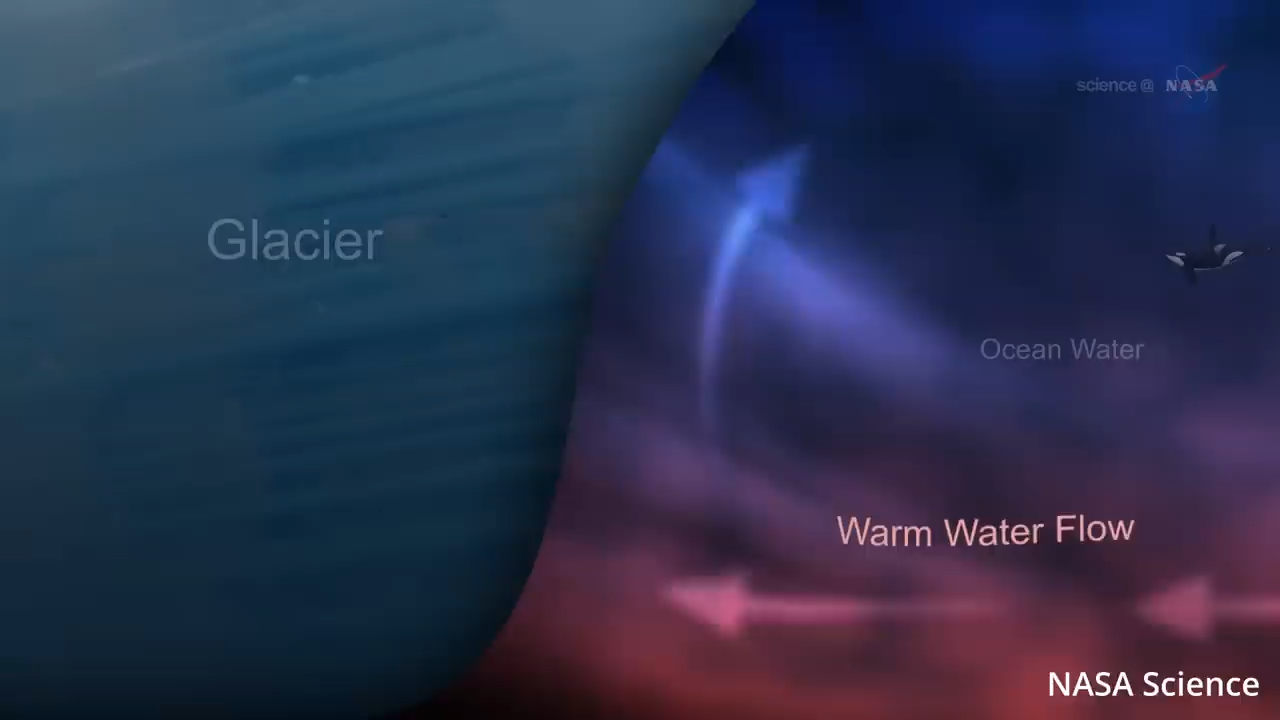 science@ NASA
Glacier
Ocean Water
Warm Water Flow
NASA Science